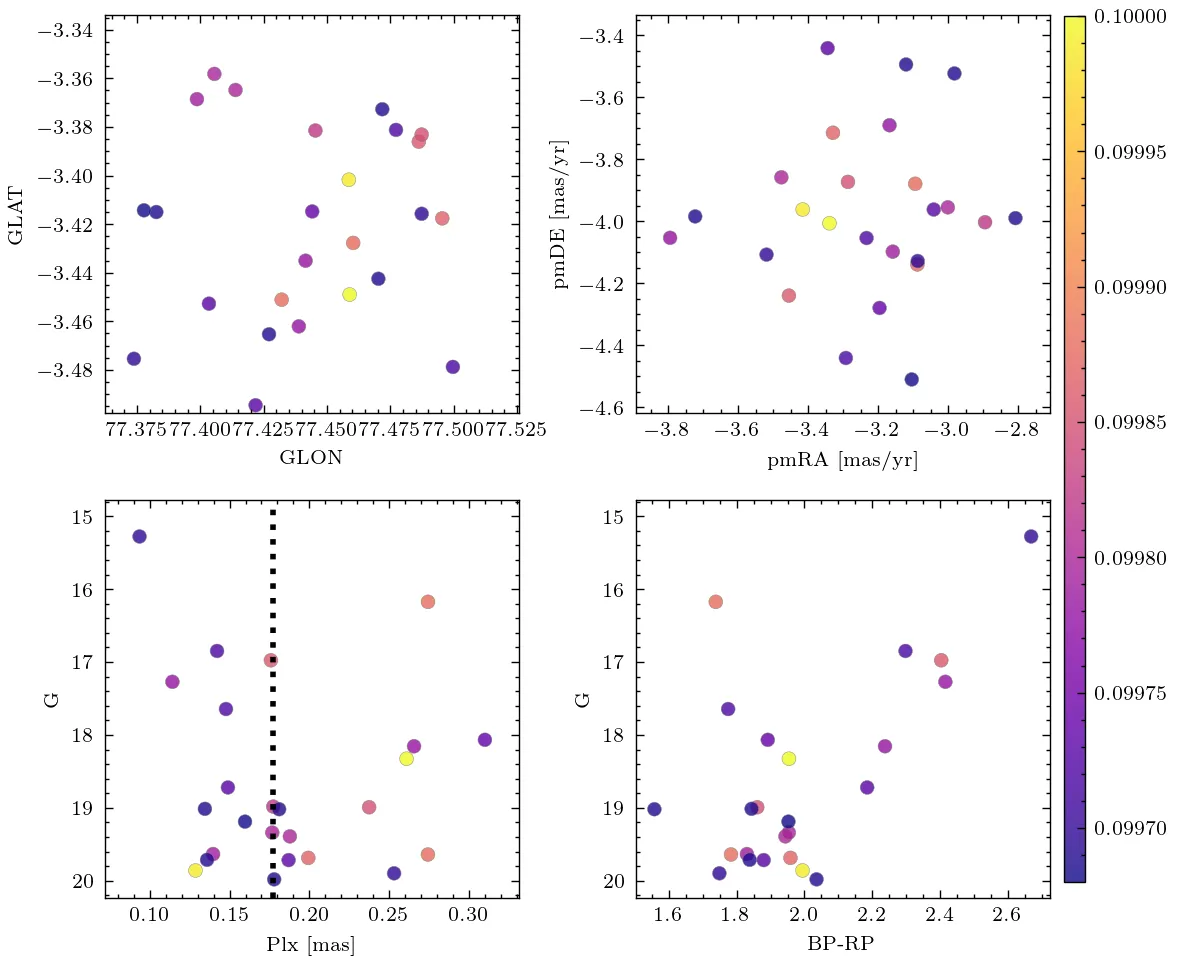 −3.34
−3.36
−3.38
−3.40
−3.42
−3.44
−3.46
−3.48
GLAT
77.375 77.400 77.425 77.450 77.475 77.500 77.525
GLON
−3.4
−3.6
−3.8
−4.0
−4.2
−4.4
−4.6
pmDE [mas/yr]
−3.8 −3.6 −3.4 −3.2 −3.0 −2.8
pmRA [mas/yr]
15
16
17
18
19
20
G
0.10 0.15 0.20 0.25 0.30
Plx [mas]
15
16
17
18
19
20
G
1.6 1.8 2.0 2.2 2.4 2.6
BP-RP
0.10000
0.09995
0.09990
0.09985
0.09980
0.09975
0.09970